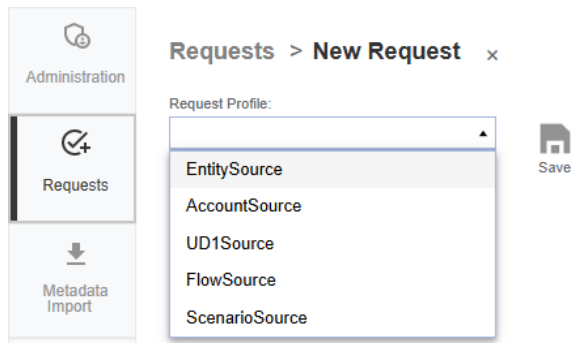 Administration
Requests
Metadata
Import
Requests > New Request ×
Request Profile:
EntitySource
AccountSource
UD1Source
FlowSource
ScenarioSource
Save